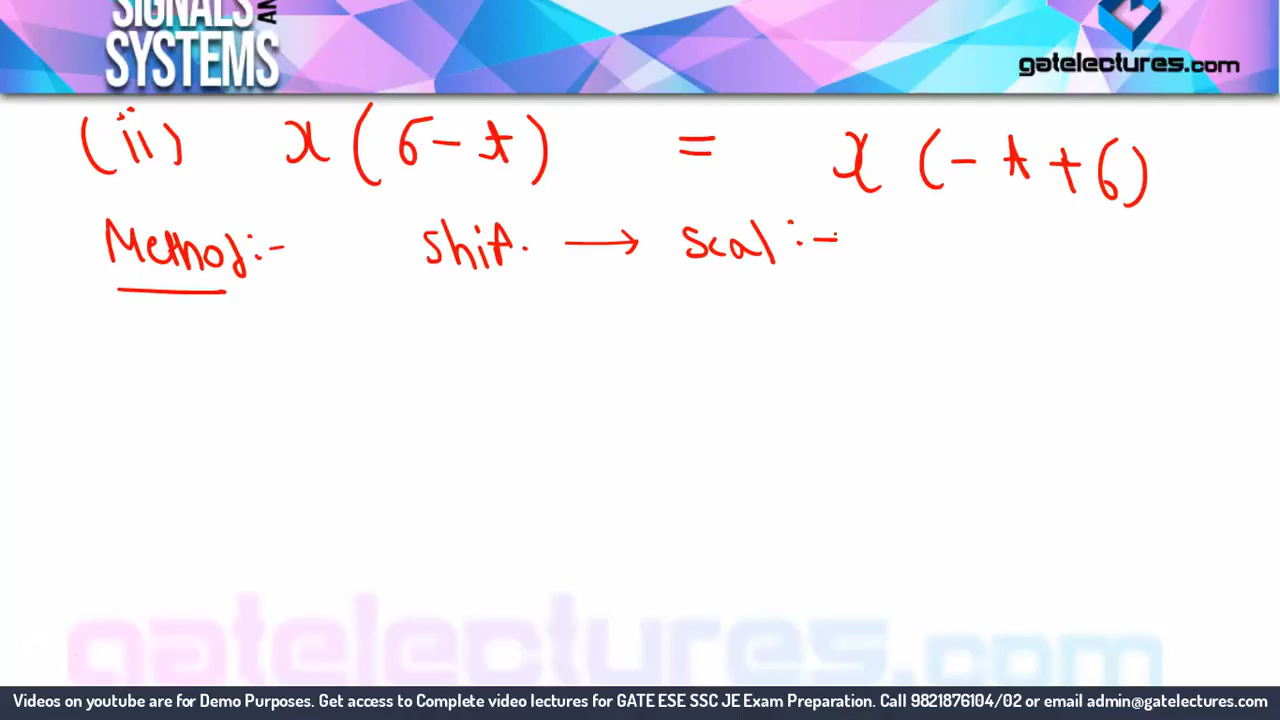 SIGNALS AND
SYSTEMS
gatelectures.com
(ii) x(6-t) = x(-t+6)
Method:- Shift. → Scal:-
gatelectures.com
Videos on youtube are for Demo Purposes. Get access to Complete video lectures for GATE ESE SSC JE Exam Preparation. Call 9821876104/02 or email admin@gatelectures.com